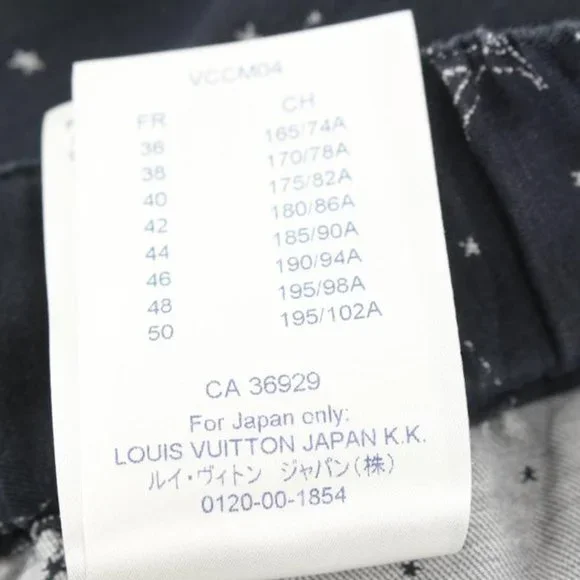 VCCM04
FR CH
36 165/74A
38 170/78A
40 175/82A
42 180/86A
44 185/90A
46 190/94A
48 195/98A
50 195/102A
CA 36929
For Japan only:
LOUIS VUITTON JAPAN K.K.
ルイ・ヴィトン ジャパン(株)
0120-00-1854